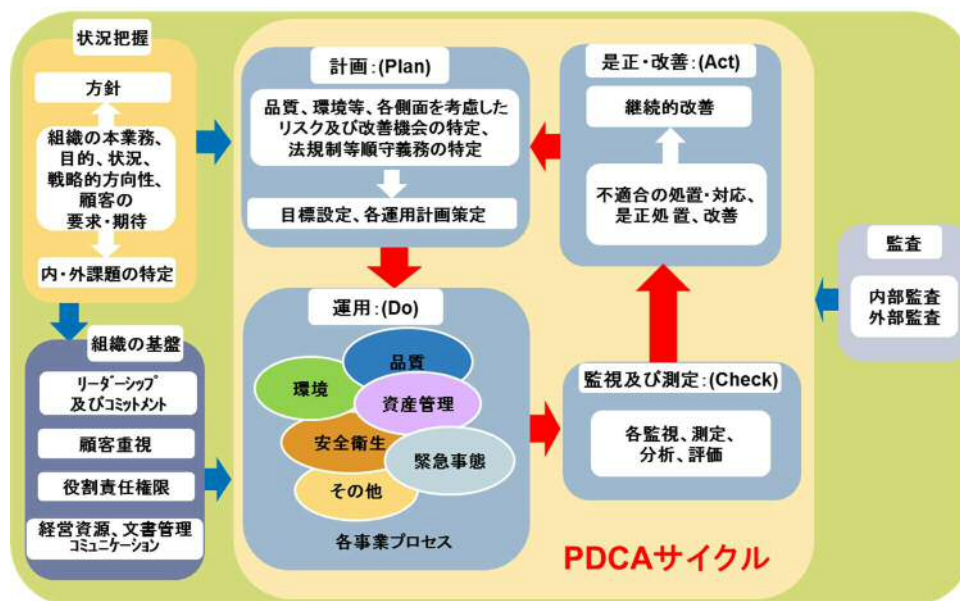 状況把握
方針
組織の本業務、
目的、状況、
戦略的方向性、
顧客の
要求・期待
内・外課題の特定
組織の基盤
リーダーシップ
及びコミットメント
顧客重視
役割責任権限
経営資源、文書管理
コミュニケーション
計画:(Plan)
品質、環境等、各側面を考慮した
リスク及び改善機会の特定、
法規制等順守義務の特定
目標設定、各運用計画策定
運用:(Do)
品質
環境
資産管理
安全衛生
緊急事態
その他
各事業プロセス
是正・改善:(Act)
継続的改善
不適合の処置・対応、
是正処置、改善
監視及び測定:(Check)
各監視、測定、
分析、評価
PDCAサイクル
監査
内部監査
外部監査